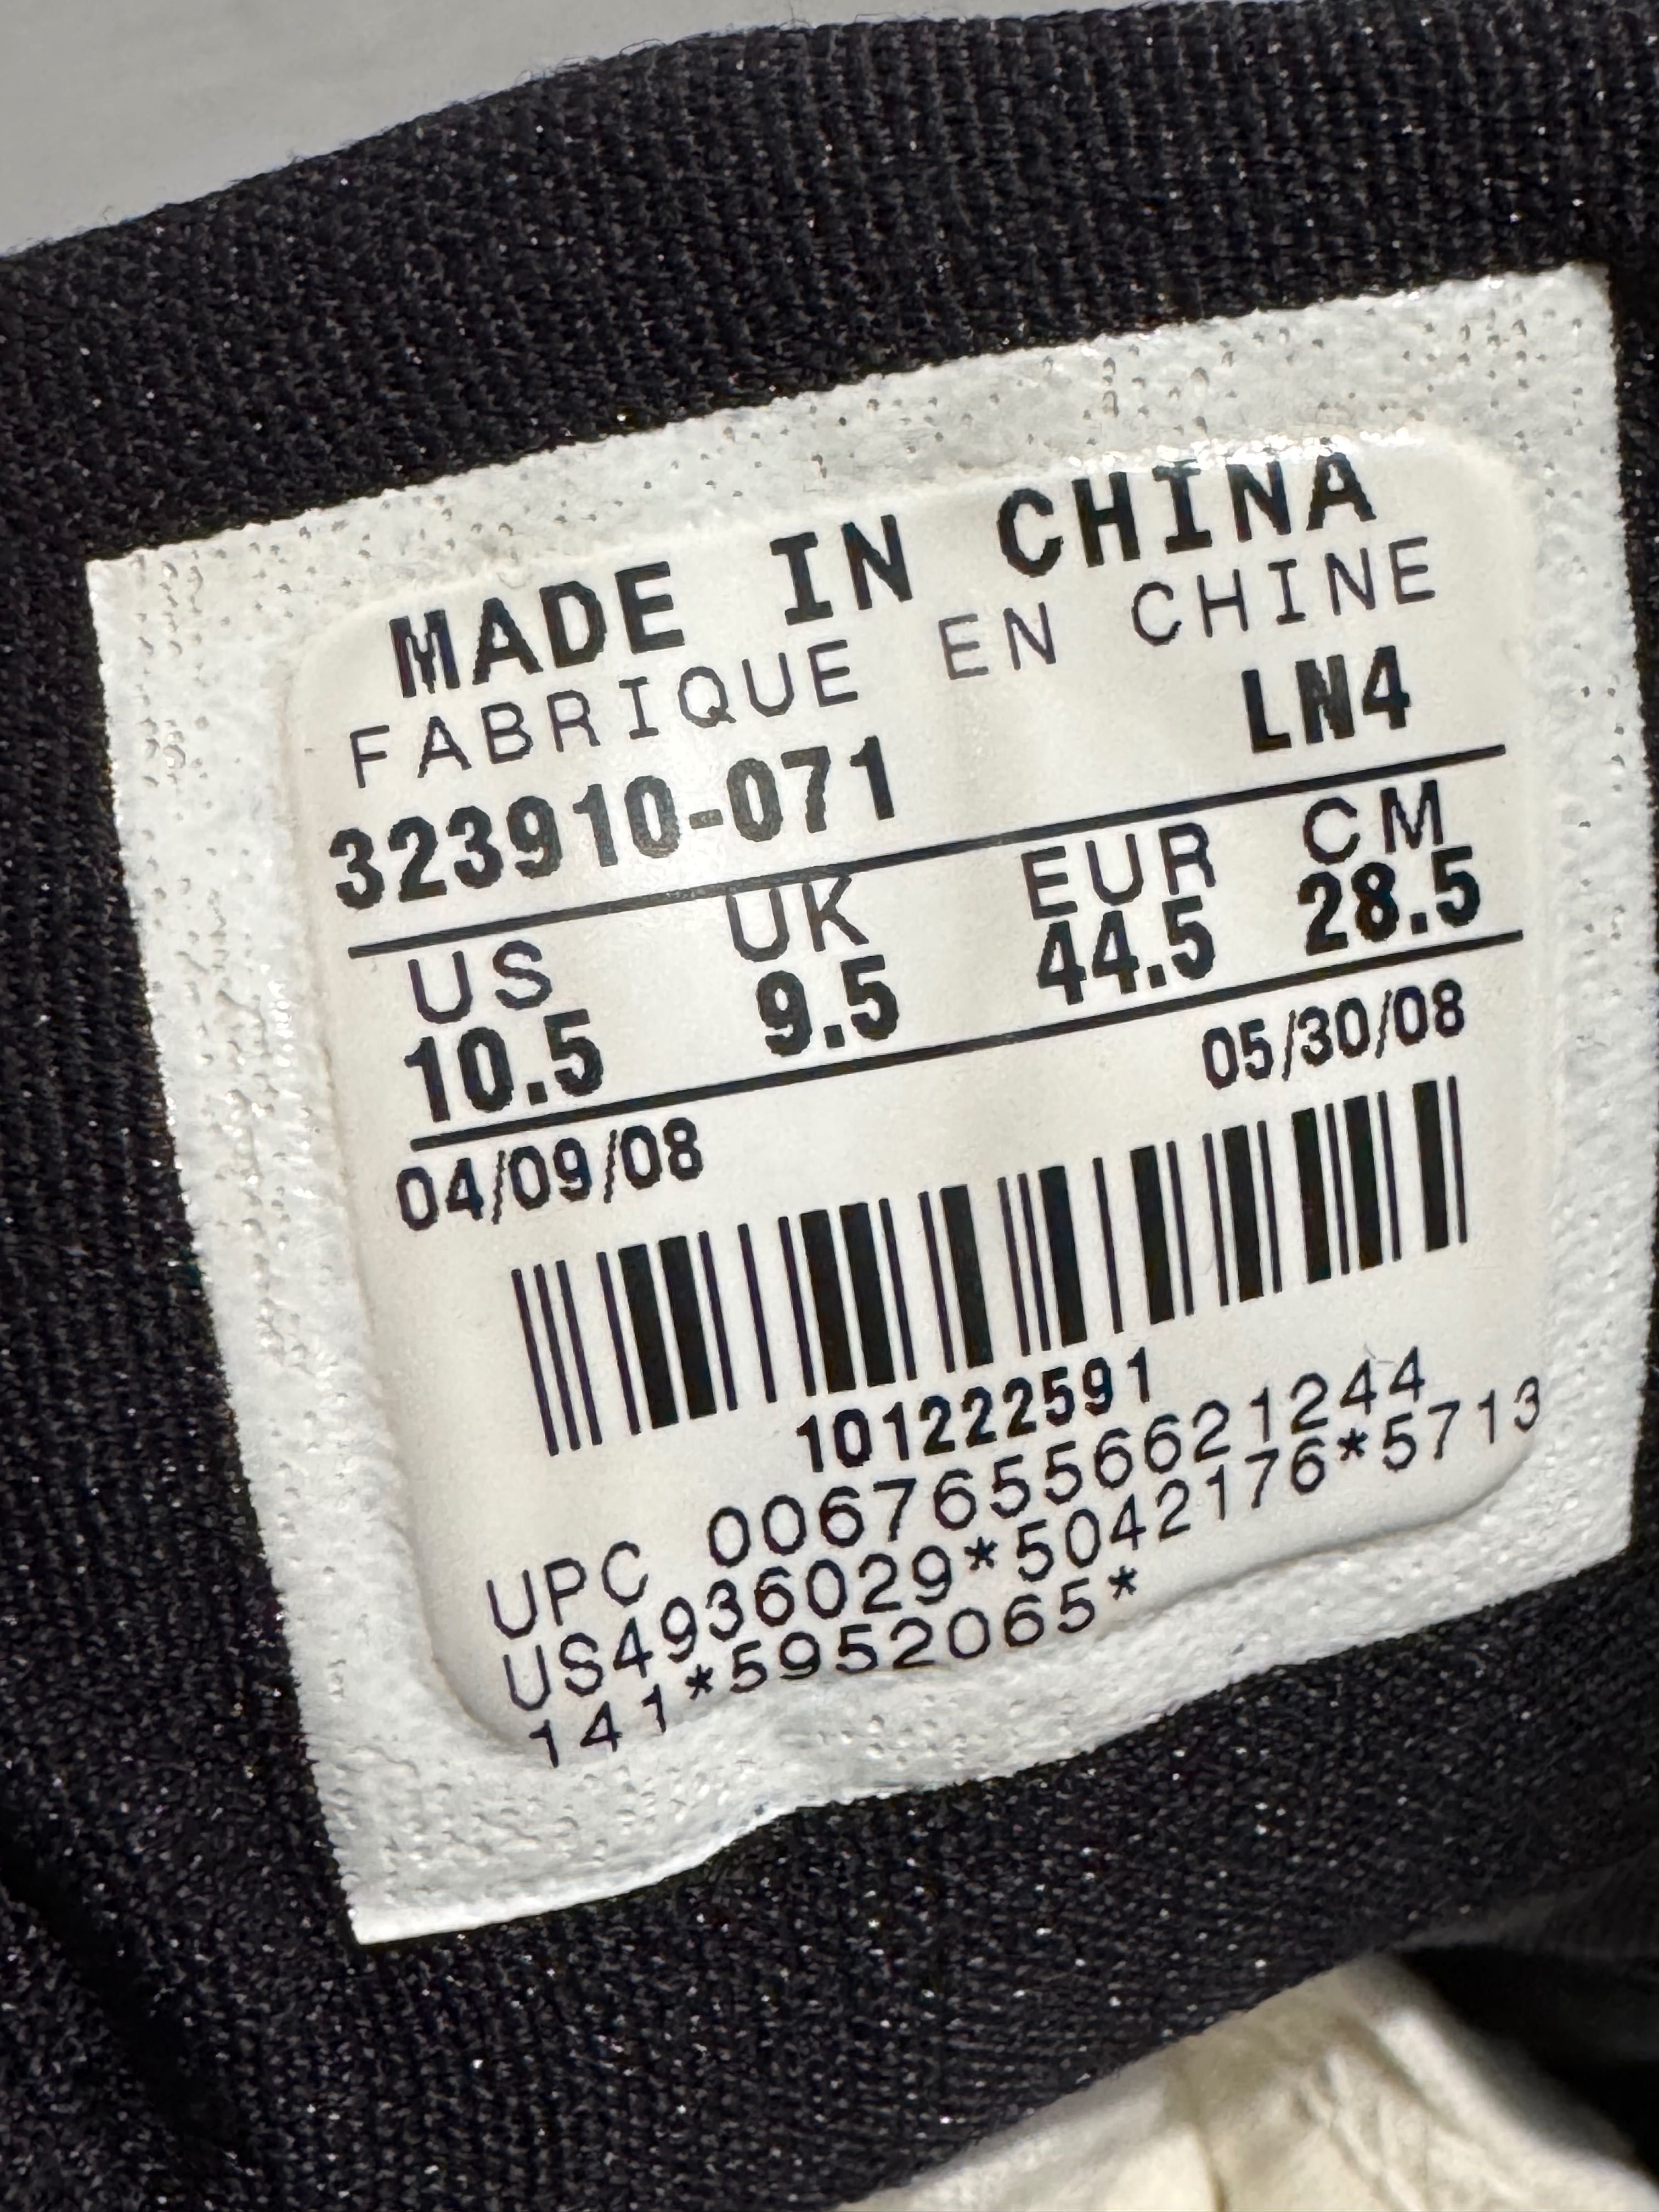 MADE IN CHINA
FABRIQUE EN CHINE
323910-071 LN4
US UK EUR CM
10.5 9.5 44.5 28.5
04/09/08 05/30/08
101222591
UPC 00676556621244
US4936029*5042176*5713
141*5952065*